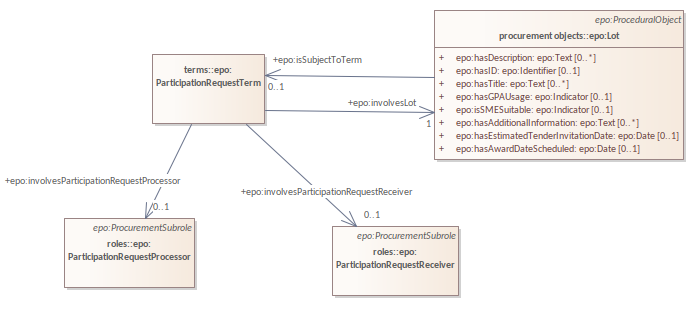 epo:ProceduralObject
procurement objects::epo:Lot
+ epo:hasDescription: epo:Text [0..*]
+ epo:hasID: epo:Identifier [0..1]
+ epo:hasTitle: epo:Text [0..*]
+ epo:hasGPAUsage: epo:Indicator [0..1]
+ epo:isSMESuitable: epo:Indicator [0..1]
+ epo:hasAdditionalInformation: epo:Text [0..*]
+ epo:hasEstimatedTenderInvitationDate: epo:Date [0..1]
+ epo:hasAwardDateScheduled: epo:Date [0..1]
terms::epo:
ParticipationRequestTerm
+epo:isSubjectToTerm
0..1
+epo:involvesLot
1
+epo:involvesParticipationRequestProcessor
0..1
+epo:involvesParticipationRequestReceiver
0..1
epo:ProcurementSubrole
roles::epo:
ParticipationRequestProcessor
epo:ProcurementSubrole
roles::epo:
ParticipationRequestReceiver